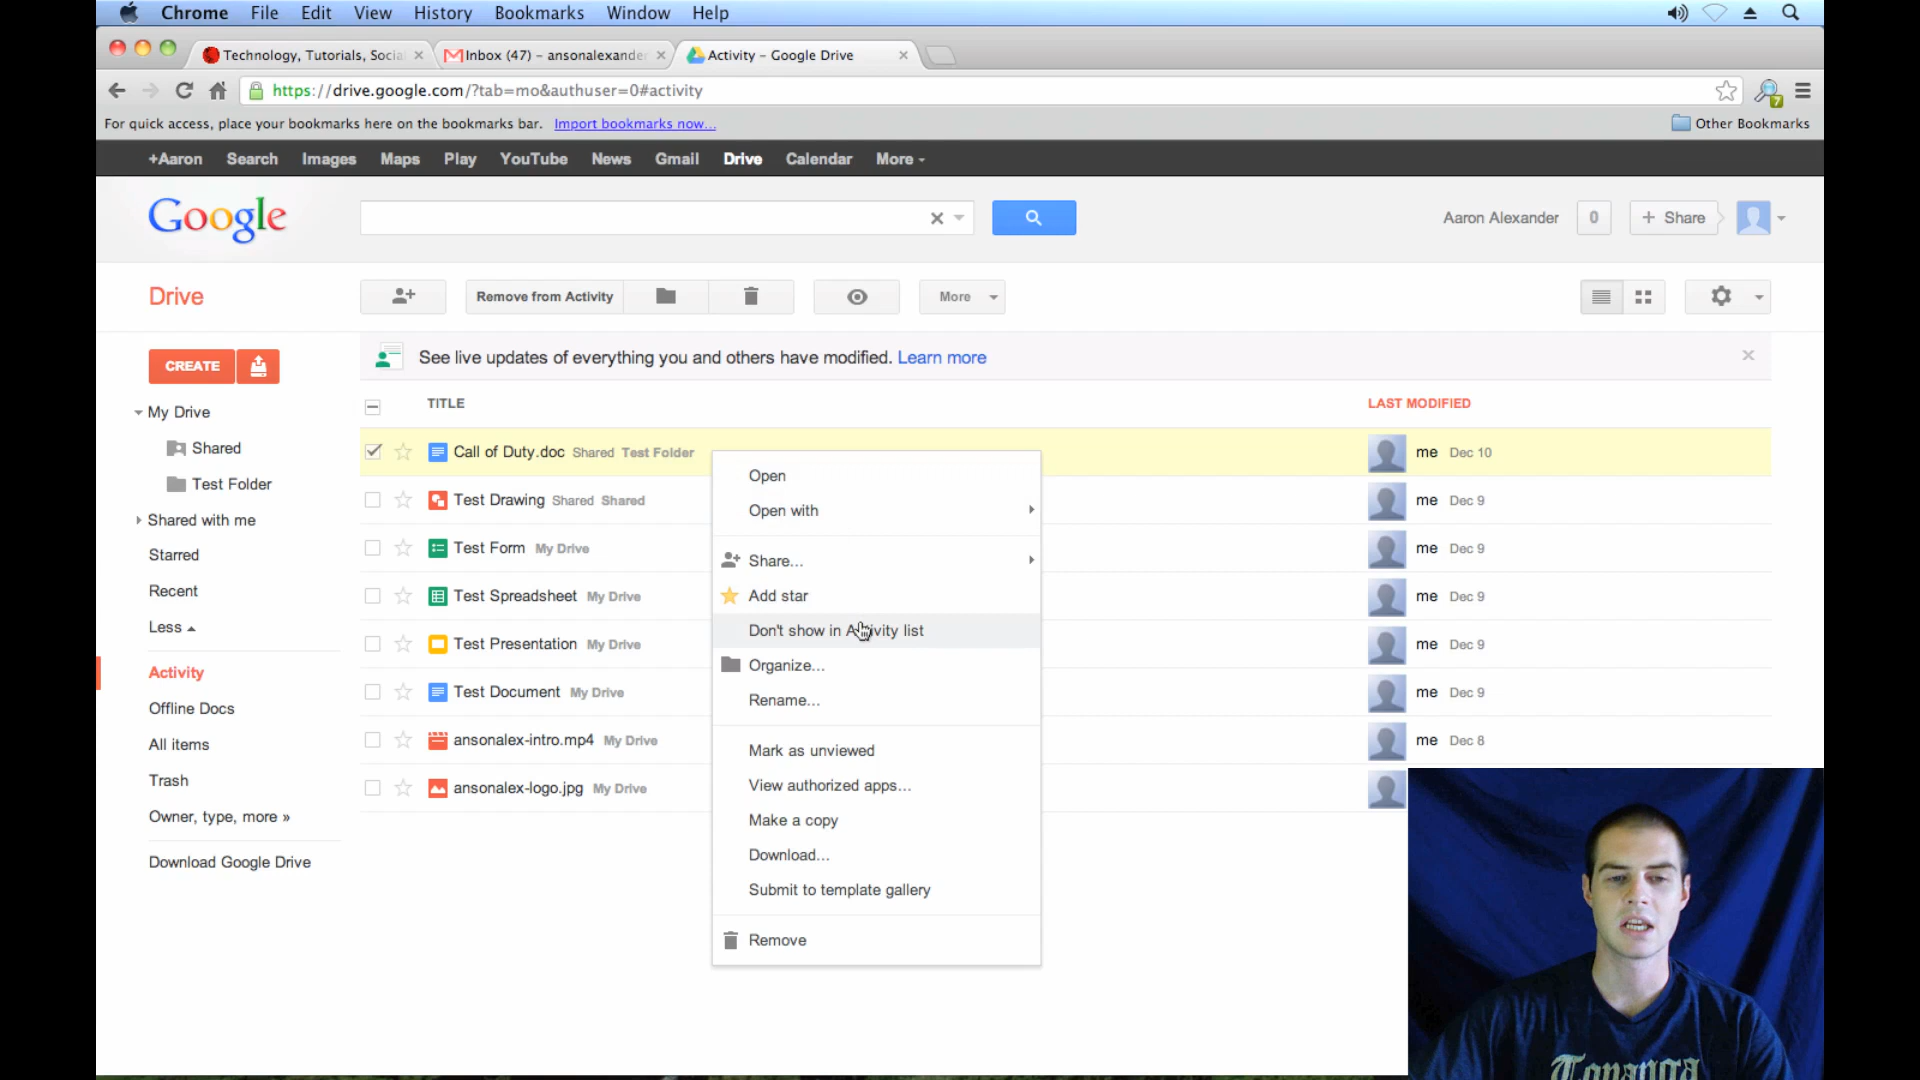 Chrome File Edit View History Bookmarks Window Help
Technology, Tutorials, Socia Inbox (47) – ansonalexander Activity – Google Drive
https://drive.google.com/?tab=mo&authuser=0#activity 7
For quick access, place your bookmarks here on the bookmarks bar. Import bookmarks now... Other Bookmarks
+Aaron Search Images Maps Play YouTube News Gmail Drive Calendar More
Google Aaron Alexander 0 + Share
Drive Remove from Activity More
CREATE See live updates of everything you and others have modified. Learn more
TITLE LAST MODIFIED
My Drive
Shared
Test Folder
Shared with me
Starred
Recent
Less
Activity
Offline Docs
All items
Trash
Owner, type, more »
Download Google Drive
Call of Duty.doc Shared Test Folder me Dec 10
Test Drawing Shared Shared me Dec 9
Test Form My Drive me Dec 9
Test Spreadsheet My Drive me Dec 9
Test Presentation My Drive me Dec 9
Test Document My Drive me Dec 9
ansonalex-intro.mp4 My Drive me Dec 8
ansonalex-logo.jpg My Drive
Open
Open with
Share...
Add star
Don't show in Activity list
Organize...
Rename...
Mark as unviewed
View authorized apps...
Make a copy
Download...
Submit to template gallery
Remove